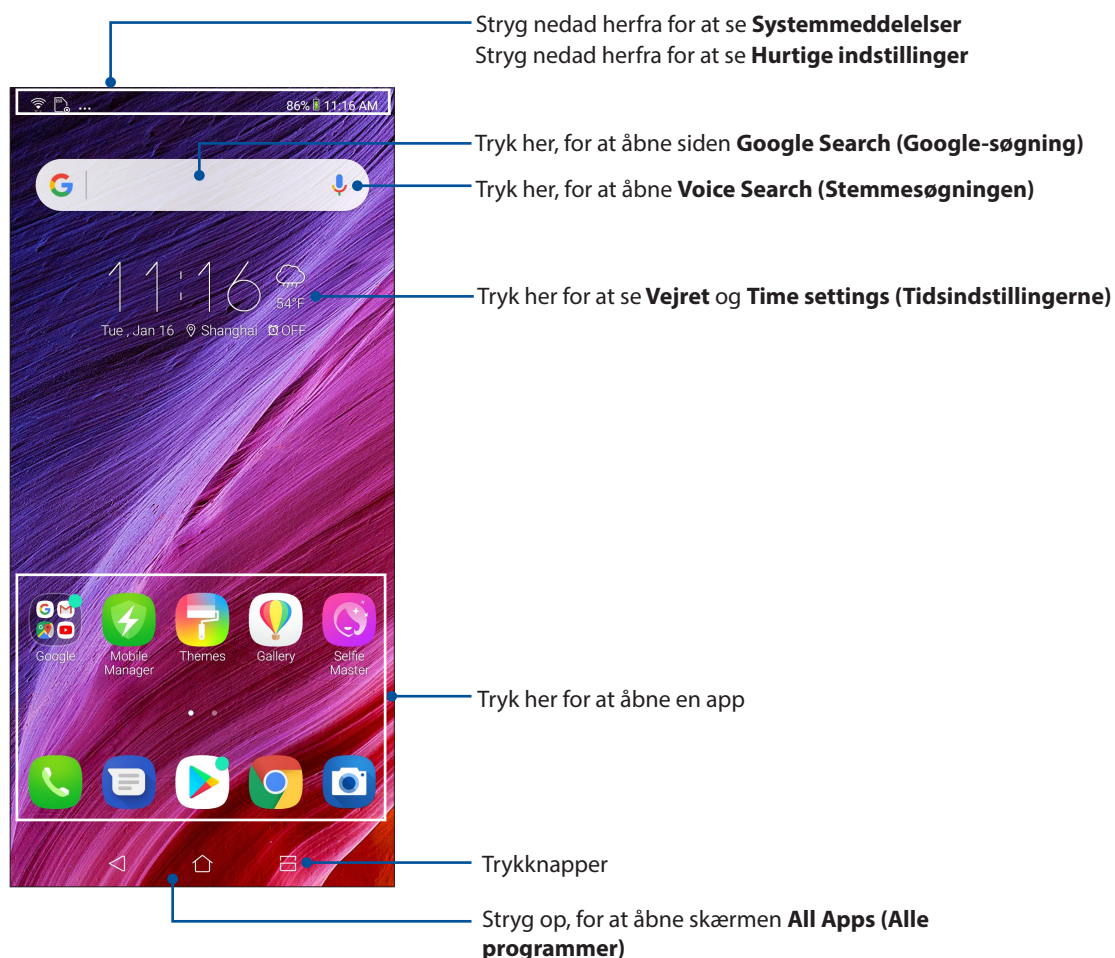 Stryg nedad herfra for at se Systemmeddelelser
Stryg nedad herfra for at se Hurtige indstillinger
... 86% 11:16 AM
Tryk her, for at åbne siden Google Search (Google-søgning)
G
Tryk her, for at åbne Voice Search (Stemmesøgningen)
11:16
54°F
Tryk her for at se Vejret og Time settings (Tidsindstillingerne)
Tue , Jan 16 Shanghai OFF
Google
Mobile
Manager
Themes
Gallery
Selfie
Master
Tryk her for at åbne en app
Trykknapper
Stryg op, for at åbne skærmen All Apps (Alle
programmer)